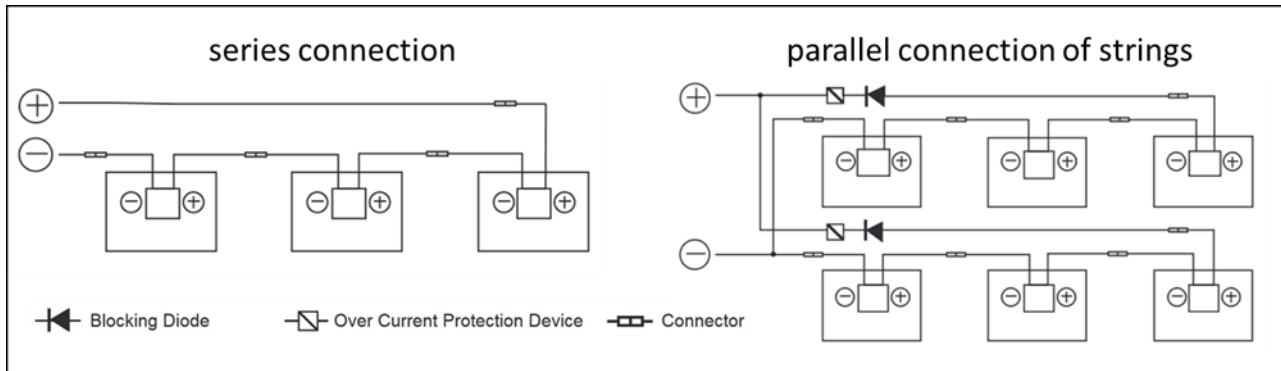 series connection
parallel connection of strings
+
−
− + − + − +
Blocking Diode
Over Current Protection Device
Connector
+
− + − + − +
−
− + − + − +